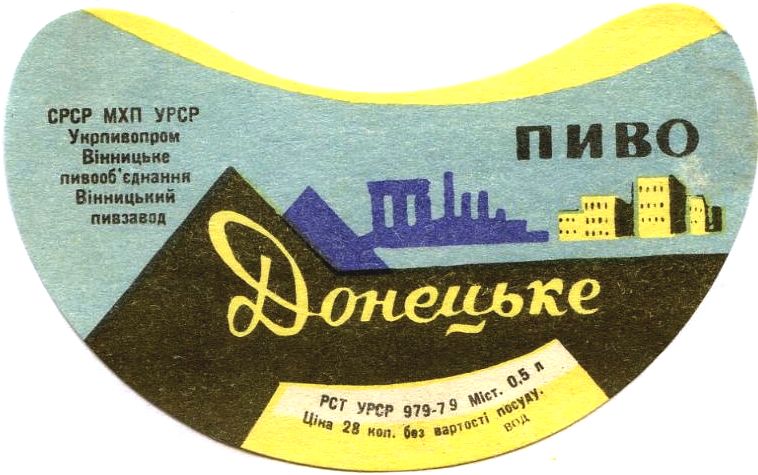 СРСР МХП УРСР
Укрпивопром
Вінницьке
пивооб'єднання
Вінницький
пивзавод
ПИВО
Донецьке
РСТ УРСР 979-79 Міст. 0,5 л
Ціна 28 коп. без вартості посуду.
ВОД